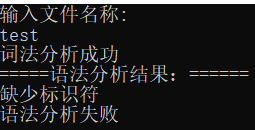 输入文件名称:
test
词法分析成功
=====语法分析结果：======
缺少标识符
语法分析失败